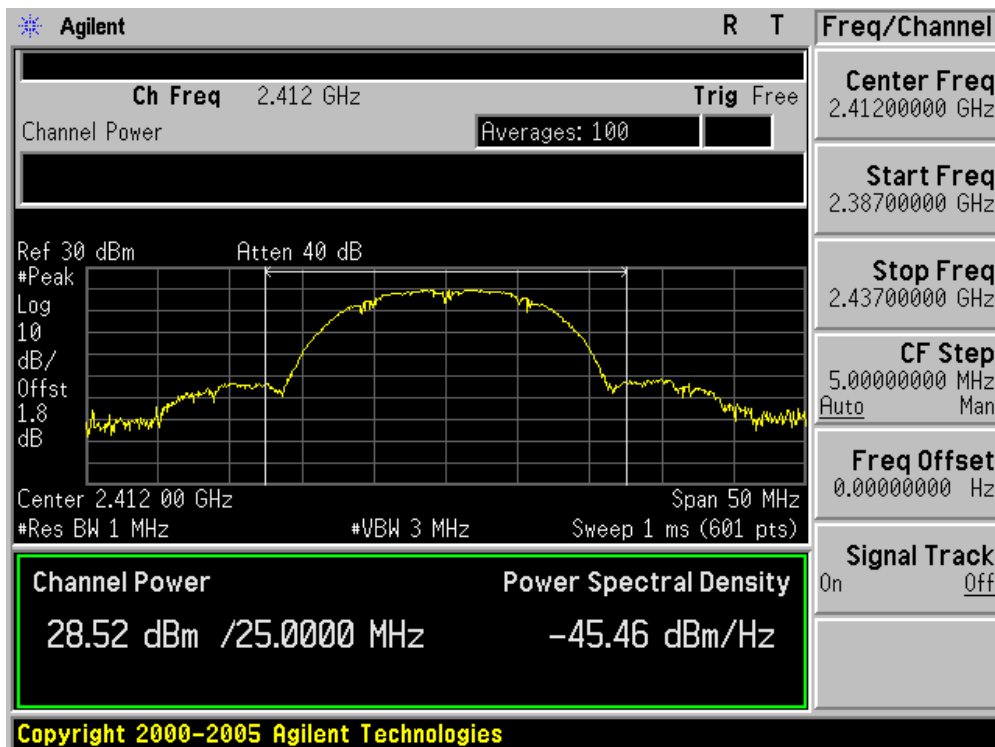 Agilent R T
Freq/Channel
Ch Freq 2.412 GHz Trig Free
Channel Power Averages: 100
Ref 30 dBm Atten 40 dB
#Peak
Log
10
dB/
Offst
1.8
dB
Center 2.412 00 GHz Span 50 MHz
#Res BW 1 MHz #VBW 3 MHz Sweep 1 ms (601 pts)
Channel Power Power Spectral Density
28.52 dBm /25.0000 MHz -45.46 dBm/Hz
Center Freq
2.41200000 GHz
Start Freq
2.38700000 GHz
Stop Freq
2.43700000 GHz
CF Step
5.00000000 MHz
Auto Man
Freq Offset
0.00000000 Hz
Signal Track
On Off
Copyright 2000-2005 Agilent Technologies